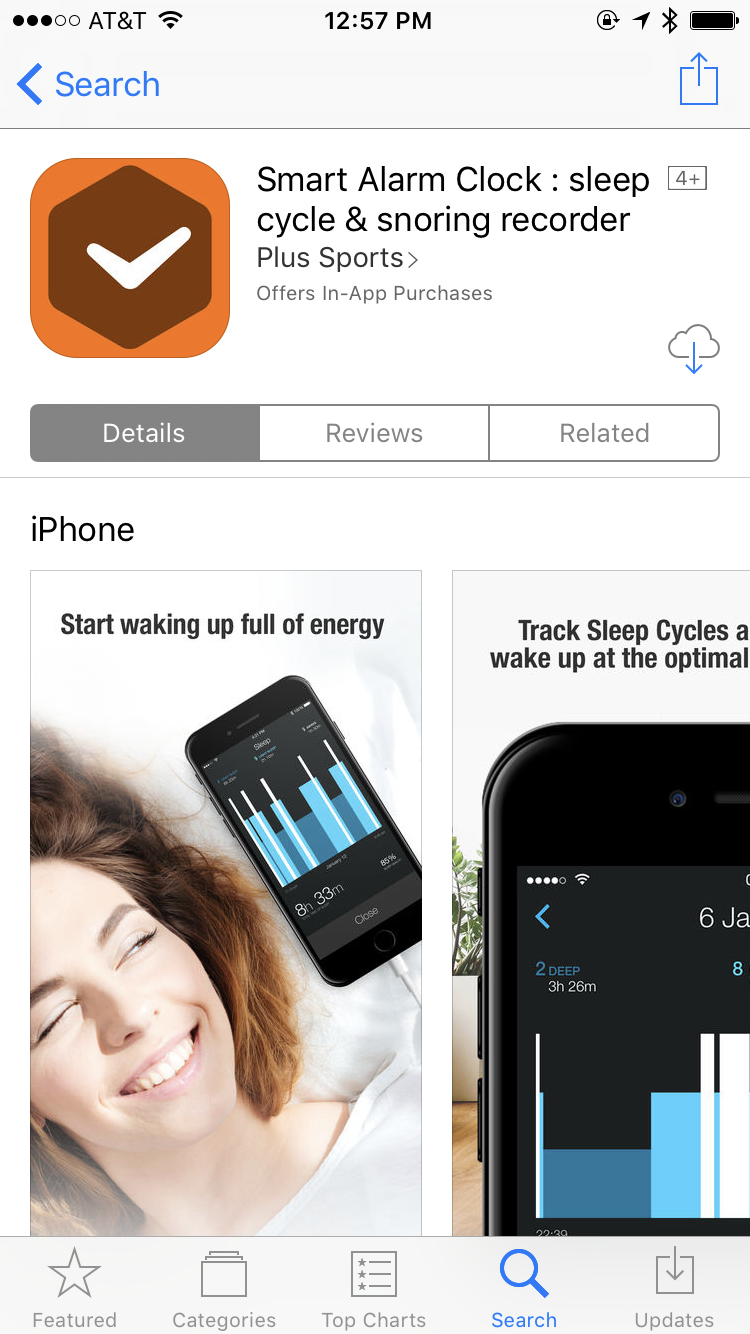 AT&T 12:57 PM
Search
Smart Alarm Clock : sleep 4+
cycle & snoring recorder
Plus Sports
Offers In-App Purchases
Details Reviews Related
iPhone
Start waking up full of energy
Sleep
January 12
85%
8h 33m
Close
Track Sleep Cycles a
wake up at the optimal
6 Ja
2 DEEP 8
3h 26m
22:39
Featured Categories Top Charts Search Updates